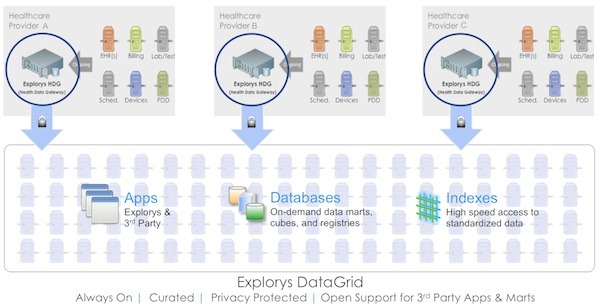 Healthcare
Provider A
Healthcare
Provider B
Healthcare
Provider C
Explorys HDG
(Health Data Gateway)
EHR(s) Billing Lab/Test
Sched. Devices PDD
Explorys HDG
(Health Data Gateway)
EHR(s) Billing Lab/Test
Sched. Devices PDD
Explorys HDG
(Health Data Gateway)
EHR(s) Billing Lab/Test
Sched. Devices PDD
Apps
Explorys &
3rd Party
Databases
On-demand data marts,
cubes, and registries
Indexes
High speed access to
standardized data
Explorys DataGrid
Always On | Curated | Privacy Protected | Open Support for 3rd Party Apps & Marts